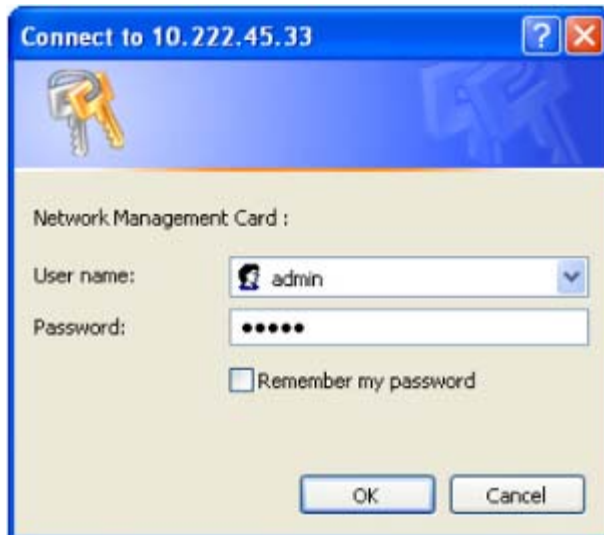 Connect to 10.222.45.33
?
Network Management Card :
User name:
admin
Password:
●●●●●
Remember my password
OK
Cancel